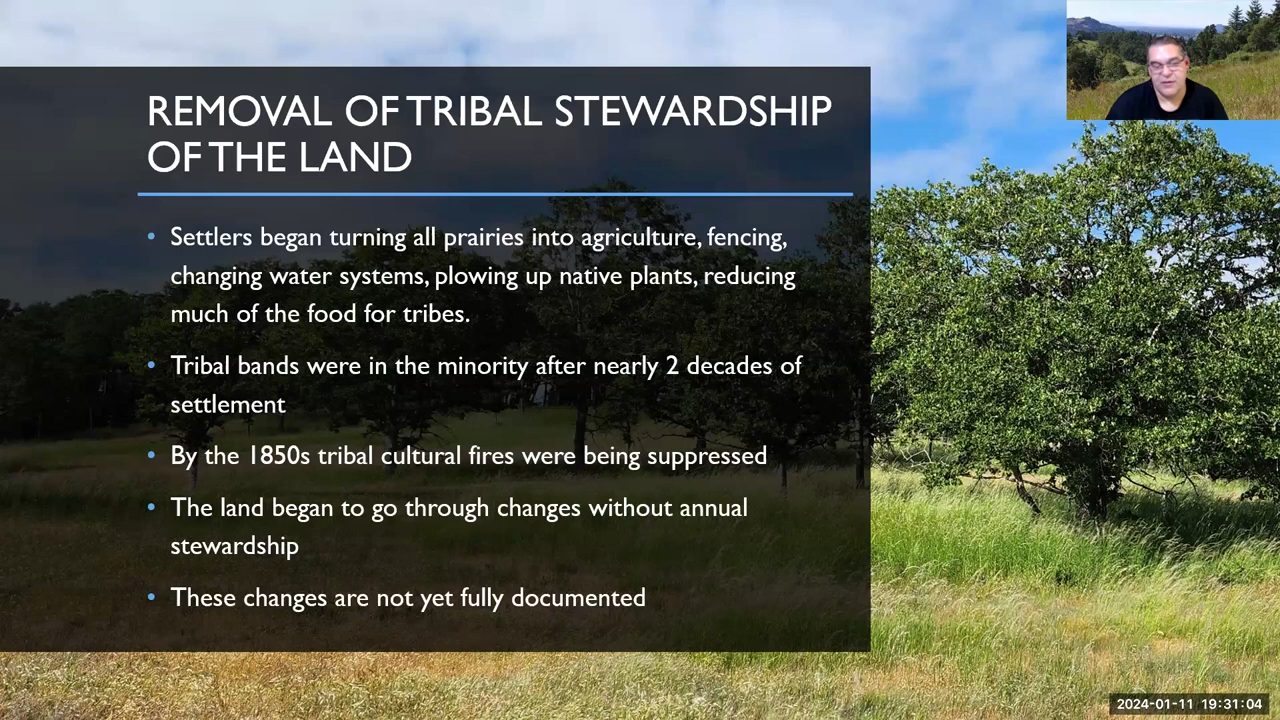 REMOVAL OF TRIBAL STEWARDSHIP
OF THE LAND
• Settlers began turning all prairies into agriculture, fencing,
changing water systems, plowing up native plants, reducing
much of the food for tribes.
• Tribal bands were in the minority after nearly 2 decades of
settlement
• By the 1850s tribal cultural fires were being suppressed
• The land began to go through changes without annual
stewardship
• These changes are not yet fully documented
2024-01-11 19:31:04